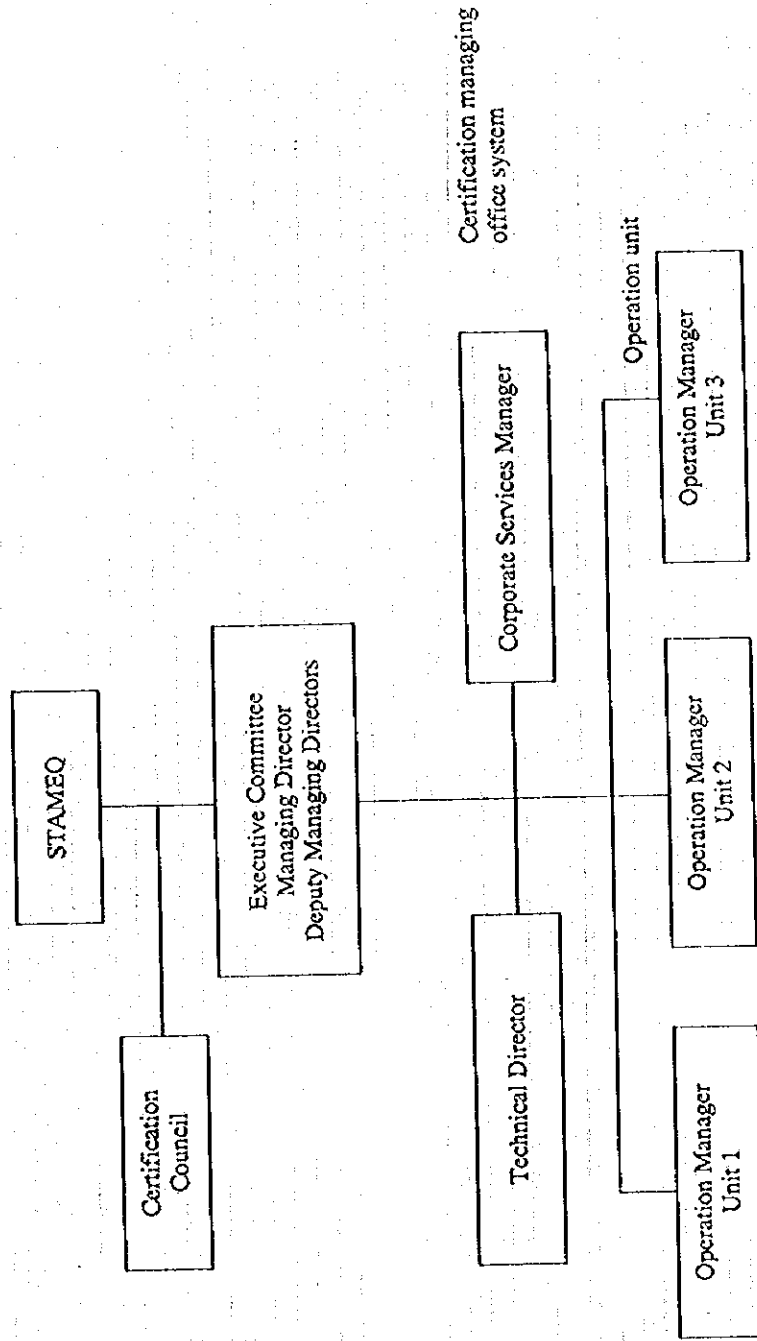 STAMEQ
Certification
Council
Executive Committee
Managing Director
Deputy Managing Directors
Technical Director
Corporate Services Manager
Certification managing
office system
Operation unit
Operation Manager
Unit 1
Operation Manager
Unit 2
Operation Manager
Unit 3